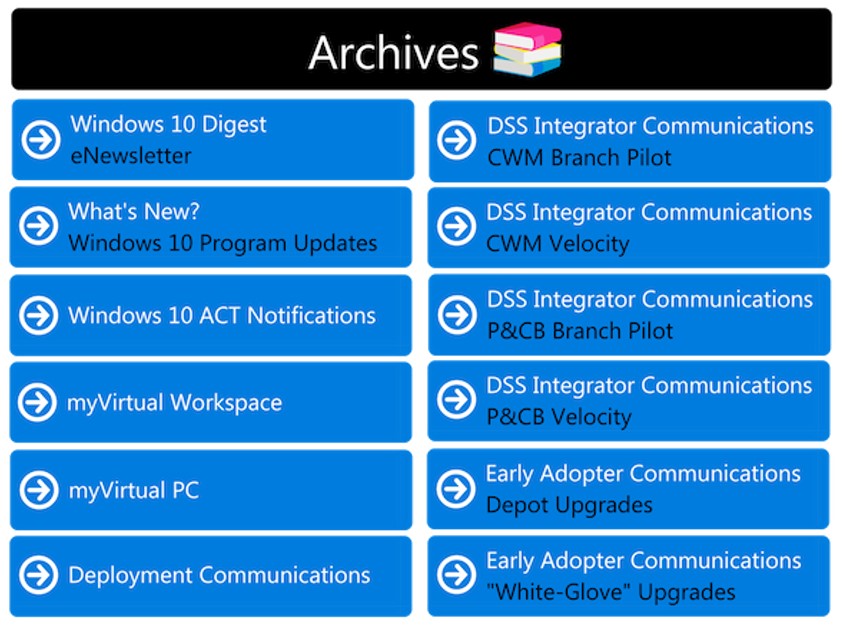 Archives
Windows 10 Digest
eNewsletter
What's New?
Windows 10 Program Updates
Windows 10 ACT Notifications
myVirtual Workspace
myVirtual PC
Deployment Communications
DSS Integrator Communications
CWM Branch Pilot
DSS Integrator Communications
CWM Velocity
DSS Integrator Communications
P&CB Branch Pilot
DSS Integrator Communications
P&CB Velocity
Early Adopter Communications
Depot Upgrades
Early Adopter Communications
"White-Glove" Upgrades